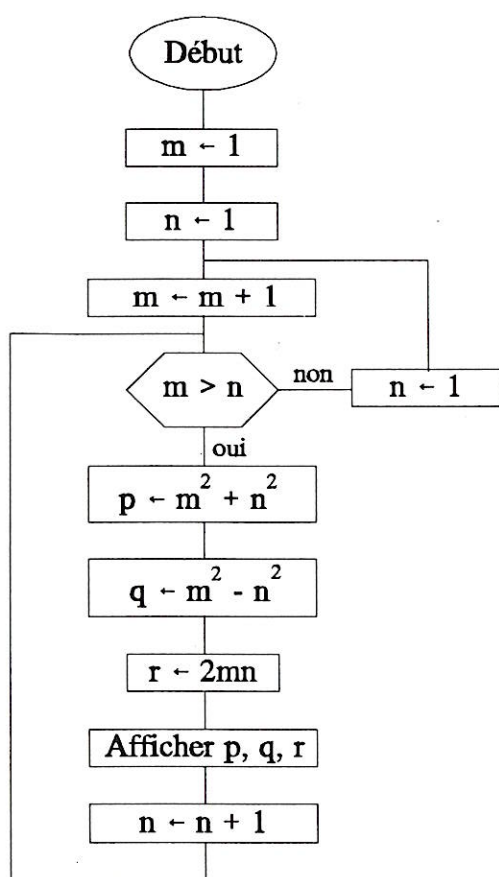 Début
m ← 1
n ← 1
m ← m + 1
m > n
non
n ← 1
oui
p ← m² + n²
q ← m² - n²
r ← 2mn
Afficher p, q, r
n ← n + 1